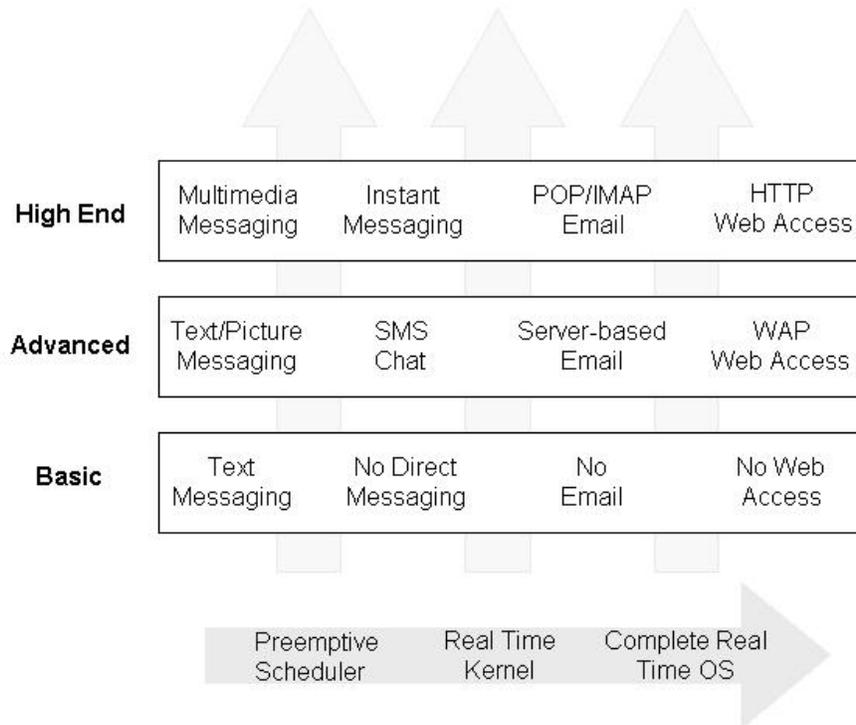 High End
Multimedia Messaging
Instant Messaging
POP/IMAP Email
HTTP Web Access
Advanced
Text/Picture Messaging
SMS Chat
Server-based Email
WAP Web Access
Basic
Text Messaging
No Direct Messaging
No Email
No Web Access
Preemptive Scheduler
Real Time Kernel
Complete Real Time OS